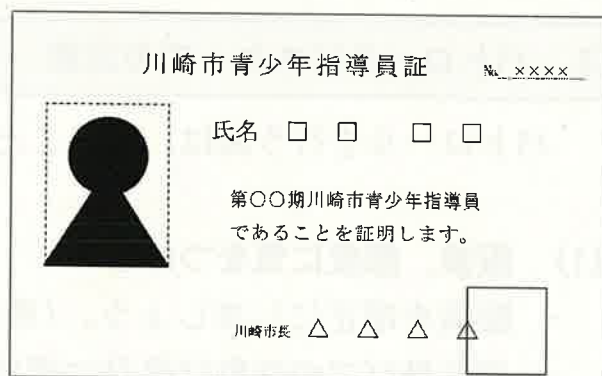 川崎市青少年指導員証 № ××××
氏名 □ □ □ □
第○○期川崎市青少年指導員
であることを証明します。
川崎市長 △ △ △ △